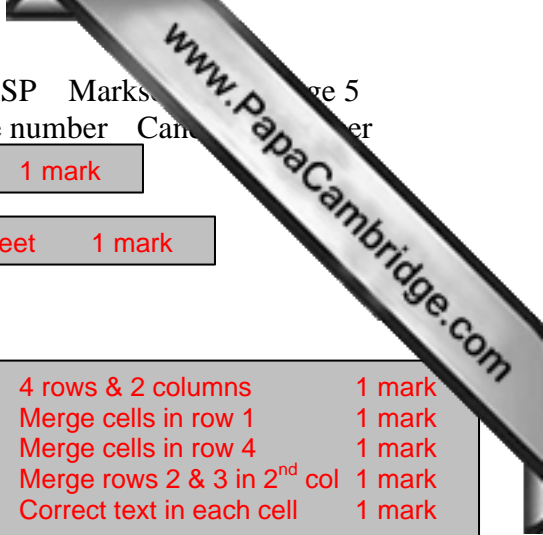 SP Marks ge 5
number Can er
1 mark
eet 1 mark
www.PapaCambridge.com
4 rows & 2 columns 1 mark
Merge cells in row 1 1 mark
Merge cells in row 4 1 mark
Merge rows 2 & 3 in 2nd col 1 mark
Correct text in each cell 1 mark